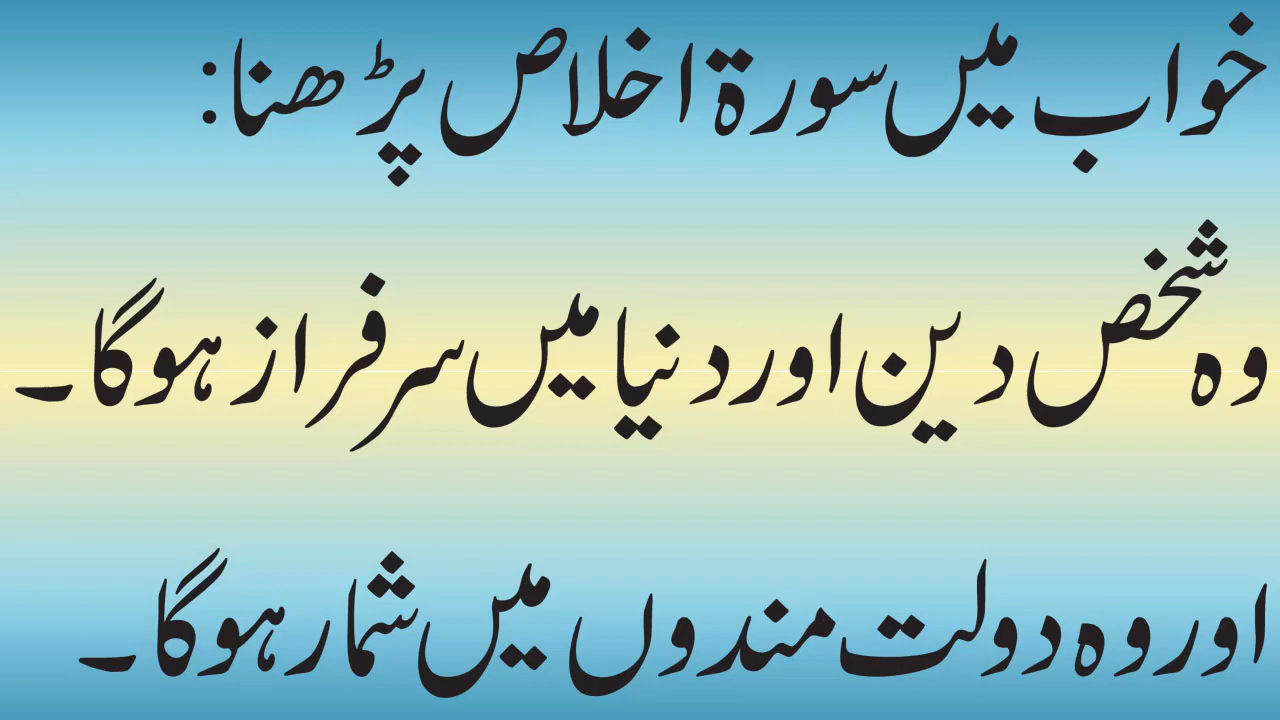 خواب میں سورۃ اخلاص پڑھنا:
وہ شخص دین اور دنیا میں سرفراز ہوگا۔
اور وہ دولت مندوں میں شمار ہوگا۔